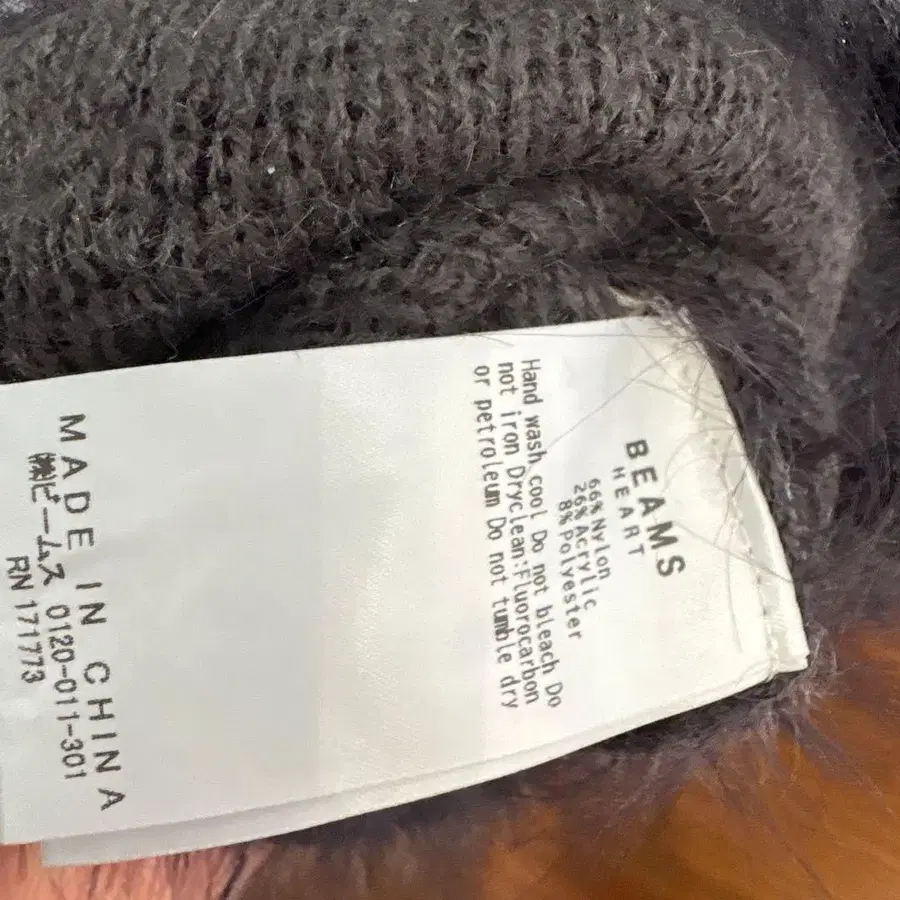 BEAMS
HEART
66% Nylon
26% Acrylic
8% Polyester
Hand wash cool Do not bleach Do
not iron Dryclean:Fluorocarbon
or petroleum Do not tumble dry
MADE IN CHINA
㈱ビームス 0120-011-301
RN 171773